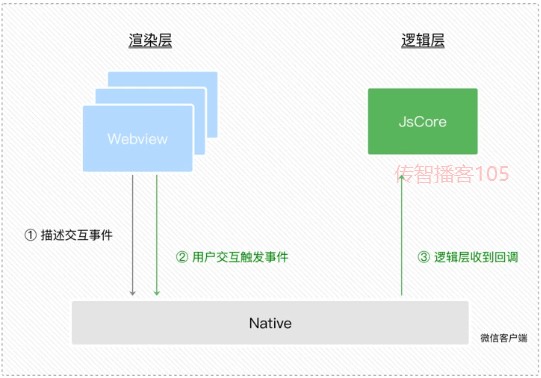 渲染层
逻辑层
Webview
JsCore
传智播客105
① 描述交互事件
② 用户交互触发事件
③ 逻辑层收到回调
Native
微信客户端